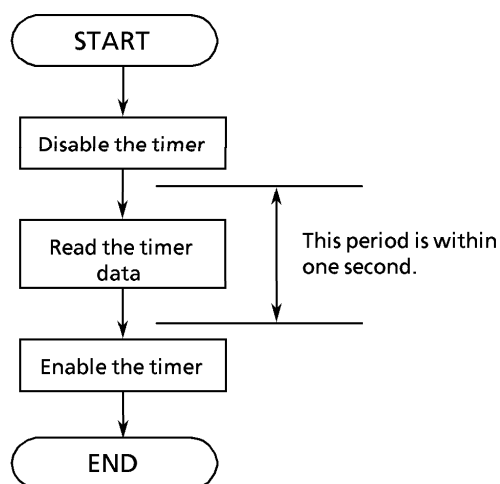 START
Disable the timer
Read the timer
data
This period is within
one second.
Enable the timer
END